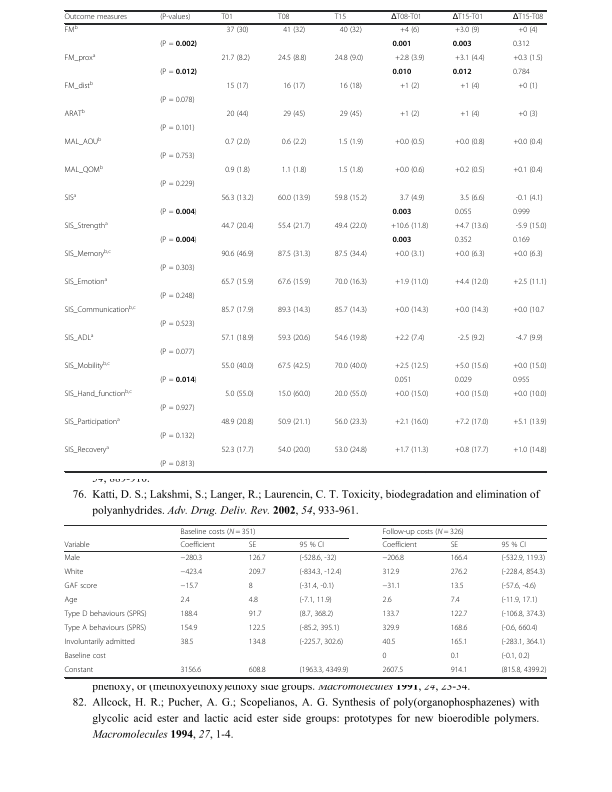 Outcome measures (P-values) T01 T08 T15 ΔT08-T01 ΔT15-T01 ΔT15-T08
FMᵇ 37 (30) 41 (32) 40 (32) +4 (6) +3.0 (9) +0 (4)
(P = 0.002) 0.001 0.003 0.312
FM_proxᵃ 21.7 (8.2) 24.5 (8.8) 24.8 (9.0) +2.8 (3.9) +3.1 (4.4) +0.3 (1.5)
(P = 0.012) 0.010 0.012 0.784
FM_distᵇ 15 (17) 16 (17) 16 (18) +1 (2) +1 (4) +0 (1)
(P = 0.078)
ARATᵇ 20 (44) 29 (45) 29 (45) +1 (2) +1 (4) +0 (3)
(P = 0.101)
MAL_AOUᵇ 0.7 (2.0) 0.6 (2.2) 1.5 (1.9) +0.0 (0.5) +0.0 (0.8) +0.0 (0.4)
(P = 0.753)
MAL_QOMᵇ 0.9 (1.8) 1.1 (1.8) 1.5 (1.8) +0.0 (0.6) +0.2 (0.5) +0.1 (0.4)
(P = 0.229)
SISᵃ 56.3 (13.2) 60.0 (13.9) 59.8 (15.2) 3.7 (4.9) 3.5 (6.6) -0.1 (4.1)
(P = 0.004) 0.003 0.055 0.999
SIS_Strengthᵃ 44.7 (20.4) 55.4 (21.7) 49.4 (22.0) +10.6 (11.8) +4.7 (13.6) -5.9 (15.0)
(P = 0.004) 0.003 0.352 0.169
SIS_Memoryᵇ,ᶜ 90.6 (46.9) 87.5 (31.3) 87.5 (34.4) +0.0 (3.1) +0.0 (6.3) +0.0 (6.3)
(P = 0.303)
SIS_Emotionᵃ 65.7 (15.9) 67.6 (15.9) 70.0 (16.3) +1.9 (11.0) +4.4 (12.0) +2.5 (11.1)
(P = 0.248)
SIS_Communicationᵇ,ᶜ 85.7 (17.9) 89.3 (14.3) 85.7 (14.3) +0.0 (14.3) +0.0 (14.3) +0.0 (10.7
(P = 0.523)
SIS_ADLᵃ 57.1 (18.9) 59.3 (20.6) 54.6 (19.8) +2.2 (7.4) -2.5 (9.2) -4.7 (9.9)
(P = 0.077)
SIS_Mobilityᵇ,ᶜ 55.0 (40.0) 67.5 (42.5) 70.0 (40.0) +2.5 (12.5) +5.0 (15.6) +0.0 (15.0)
(P = 0.014) 0.051 0.029 0.955
SIS_Hand_functionᵇ,ᶜ 5.0 (55.0) 15.0 (60.0) 20.0 (55.0) +0.0 (15.0) +0.0 (15.0) +0.0 (10.0)
(P = 0.927)
SIS_Participationᵃ 48.9 (20.8) 50.9 (21.1) 56.0 (23.3) +2.1 (16.0) +7.2 (17.0) +5.1 (13.9)
(P = 0.132)
SIS_Recoveryᵃ 52.3 (17.7) 54.0 (20.0) 53.0 (24.8) +1.7 (11.3) +0.8 (17.7) +1.0 (14.8)
(P = 0.813)
76. Katti, D. S.; Lakshmi, S.; Langer, R.; Laurencin, C. T. Toxicity, biodegradation and elimination of
polyanhydrides. Adv. Drug. Deliv. Rev. 2002, 54, 933-961.
Baseline costs (N = 351) Follow-up costs (N = 326)
Variable Coefficient SE 95 % CI Coefficient SE 95 % CI
Male −280.3 126.7 (-528.6, -32) −206.8 166.4 (-532.9, 119.3)
White −423.4 209.7 (-834.3, -12.4) 312.9 276.2 (-228.4, 854.3)
GAF score −15.7 8 (-31.4, -0.1) −31.1 13.5 (-57.6, -4.6)
Age 2.4 4.8 (-7.1, 11.9) 2.6 7.4 (-11.9, 17.1)
Type D behaviours (SPRS) 188.4 91.7 (8.7, 368.2) 133.7 122.7 (-106.8, 374.3)
Type A behaviours (SPRS) 154.9 122.5 (-85.2, 395.1) 329.9 168.6 (-0.6, 660.4)
Involuntarily admitted 38.5 134.8 (-225.7, 302.6) 40.5 165.1 (-283.1, 364.1)
Baseline cost 0 0.1 (-0.1, 0.2)
Constant 3156.6 608.8 (1963.3, 4349.9) 2607.5 914.1 (815.8, 4399.2)
phenoxy, or (methoxyethoxy)ethoxy side groups. Macromolecules 1991, 24, 23-34.
82. Allcock, H. R.; Pucher, A. G.; Scopelianos, A. G. Synthesis of poly(organophosphazenes) with
glycolic acid ester and lactic acid ester side groups: prototypes for new bioerodible polymers.
Macromolecules 1994, 27, 1-4.